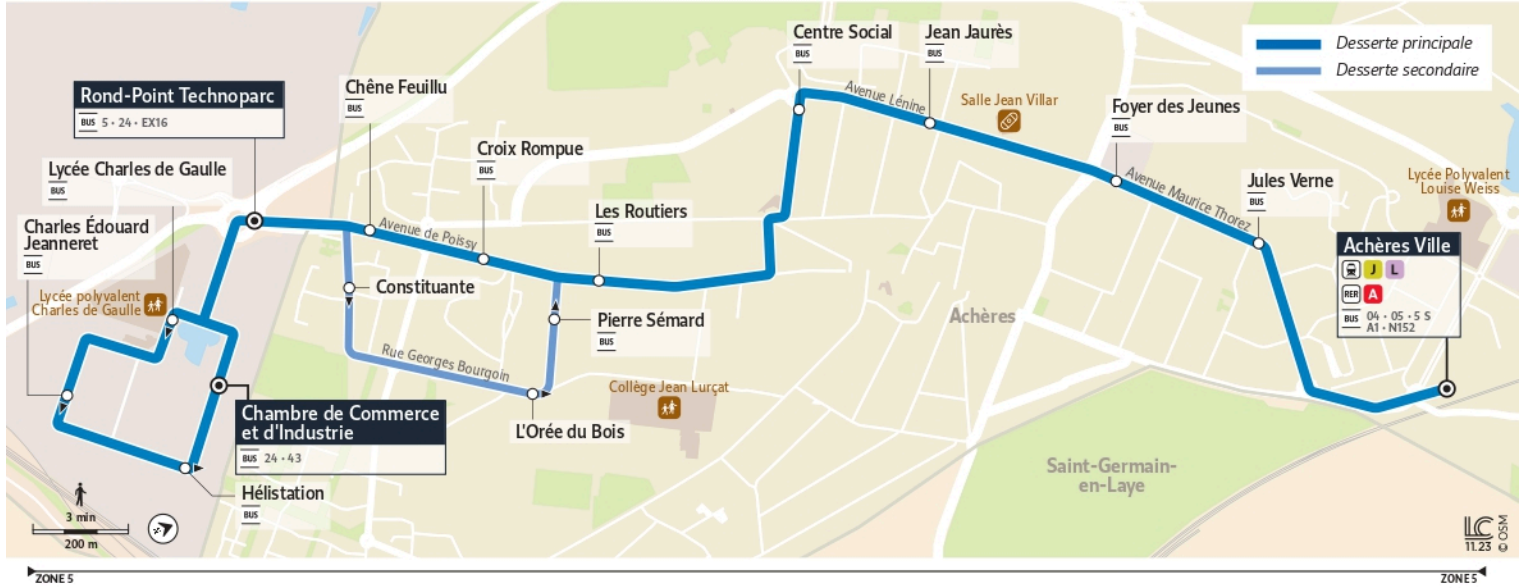 Centre Social
BUS
Jean Jaurès
BUS
Desserte principale
Desserte secondaire
Chêne Feuillu
BUS
Rond-Point Technoparc
BUS 5 · 24 · EX16
Avenue Lénine
Salle Jean Villar
Foyer des Jeunes
BUS
Croix Rompue
BUS
Lycée Charles de Gaulle
BUS
Avenue Maurice Thorez
Jules Verne
BUS
Lycée Polyvalent
Louise Weiss
Les Routiers
BUS
Charles Édouard
Jeanneret
BUS
Avenue de Poissy
Achères Ville
J L
RER A
BUS 04 · 05 · 5 S
A1 · N152
Lycée polyvalent
Charles de Gaulle
Constituante
Pierre Sémard
BUS
Achères
Rue Georges Bourgoin
Collège Jean Lurçat
Chambre de Commerce
et d'Industrie
BUS 24 · 43
L'Orée du Bois
Saint-Germain-
en-Laye
Hélistation
BUS
3 min
200 m
LC
11.23
© OSM
ZONE 5
ZONE 5